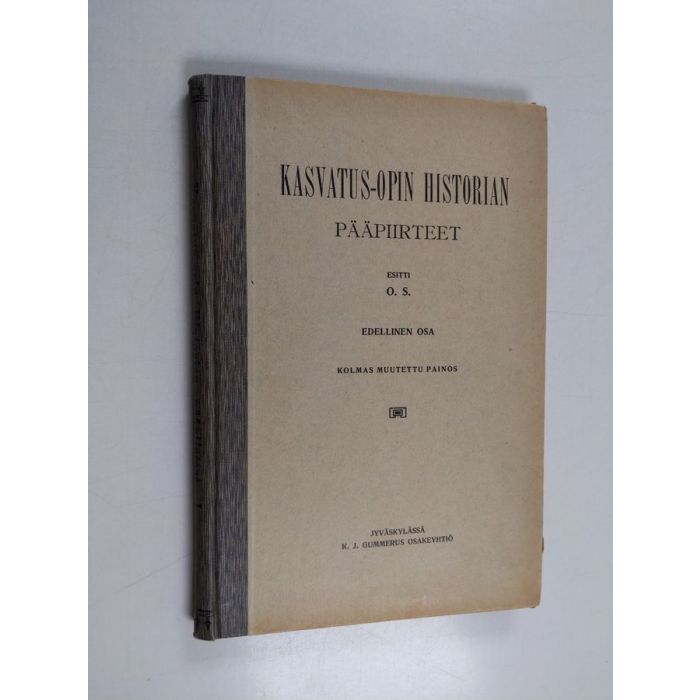 KASVATUS-OPIN HISTORIAN
PÄÄPIIRTEET
ESITTI
O. S.
EDELLINEN OSA
KOLMAS MUUTETTU PAINOS
JYVÄSKYLÄSSÄ
K. J. GUMMERUS OSAKEYHTIÖ